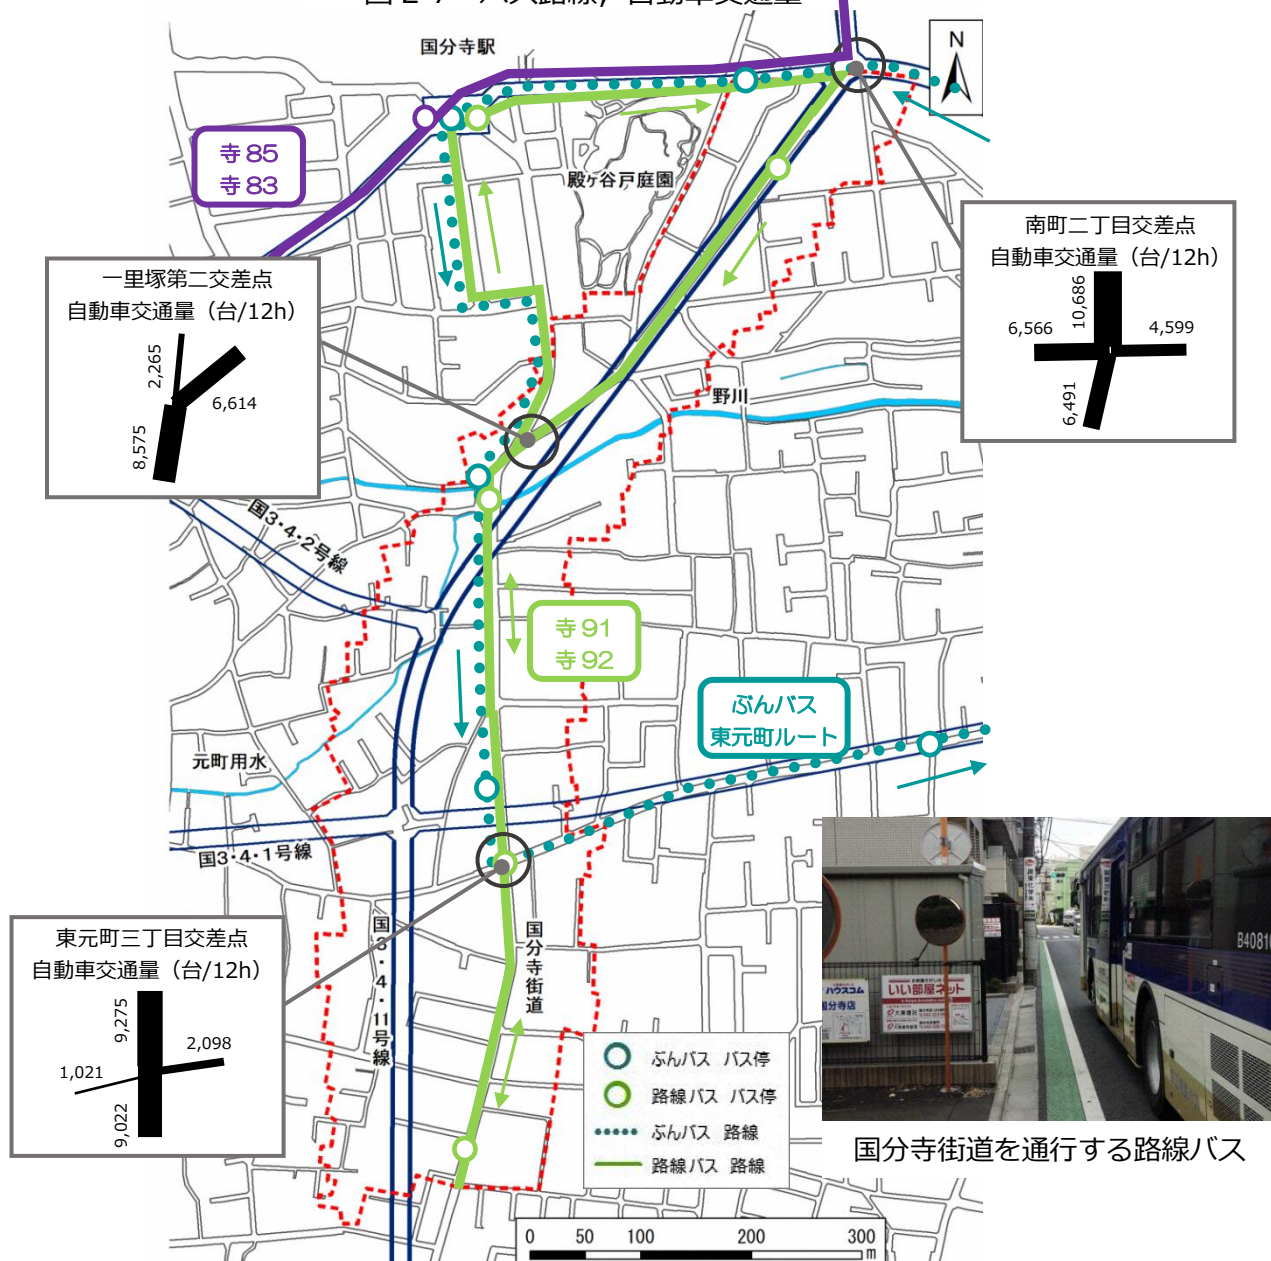 国分寺駅
N
寺85
寺83
殿ヶ谷戸庭園
南町二丁目交差点
自動車交通量（台/12h）
10,686
6,566
4,599
6,491
一里塚第二交差点
自動車交通量（台/12h）
2,265
6,614
8,575
野川
国3・4・2号線
寺91
寺92
ぶんバス
東元町ルート
元町用水
国3・4・1号線
国3・4・11号線
国分寺街道
東元町三丁目交差点
自動車交通量（台/12h）
9,275
2,098
1,021
9,022
ぶんバス バス停
路線バス バス停
ぶんバス 路線
路線バス 路線
ハウスコム
国分寺店
いい部屋ネット
B40810
国分寺街道を通行する路線バス
0 50 100 200 300
m